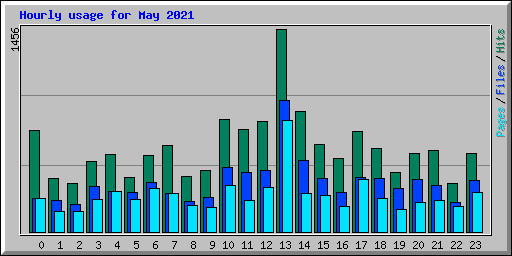 Hourly usage for May 2021
1456
Pages/Files/Hits
0 1 2 3 4 5 6 7 8 9 10 11 12 13 14 15 16 17 18 19 20 21 22 23